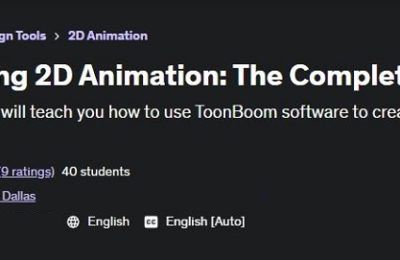 gn Tools > 2D Animation
ng 2D Animation: The Complet
will teach you how to use ToonBoom software to crea
(9 ratings) 40 students
Dallas
English CC English [Auto]